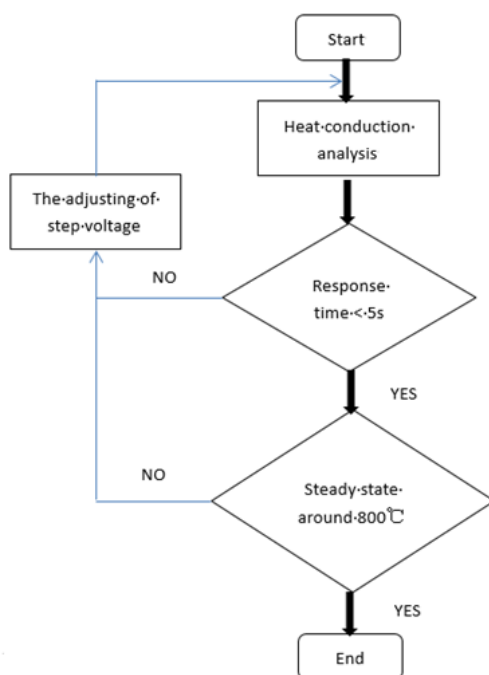 Start
Heat·conduction·
analysis
The·adjusting·of·
step·voltage
NO
Response·
time·<·5s
YES
NO
Steady·state·
around·800℃
YES
End